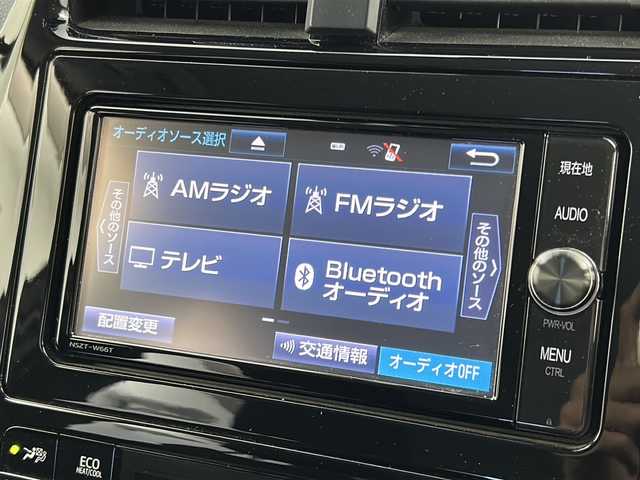 オーディオソース選択
AMラジオ
FMラジオ
その他のソース
テレビ
Bluetooth
オーディオ
その他のソース
配置変更
交通情報
オーディオOFF
NSZT-W66T
現在地
AUDIO
PWR-VOL
MENU
CTRL
ECO
HEAT/COOL